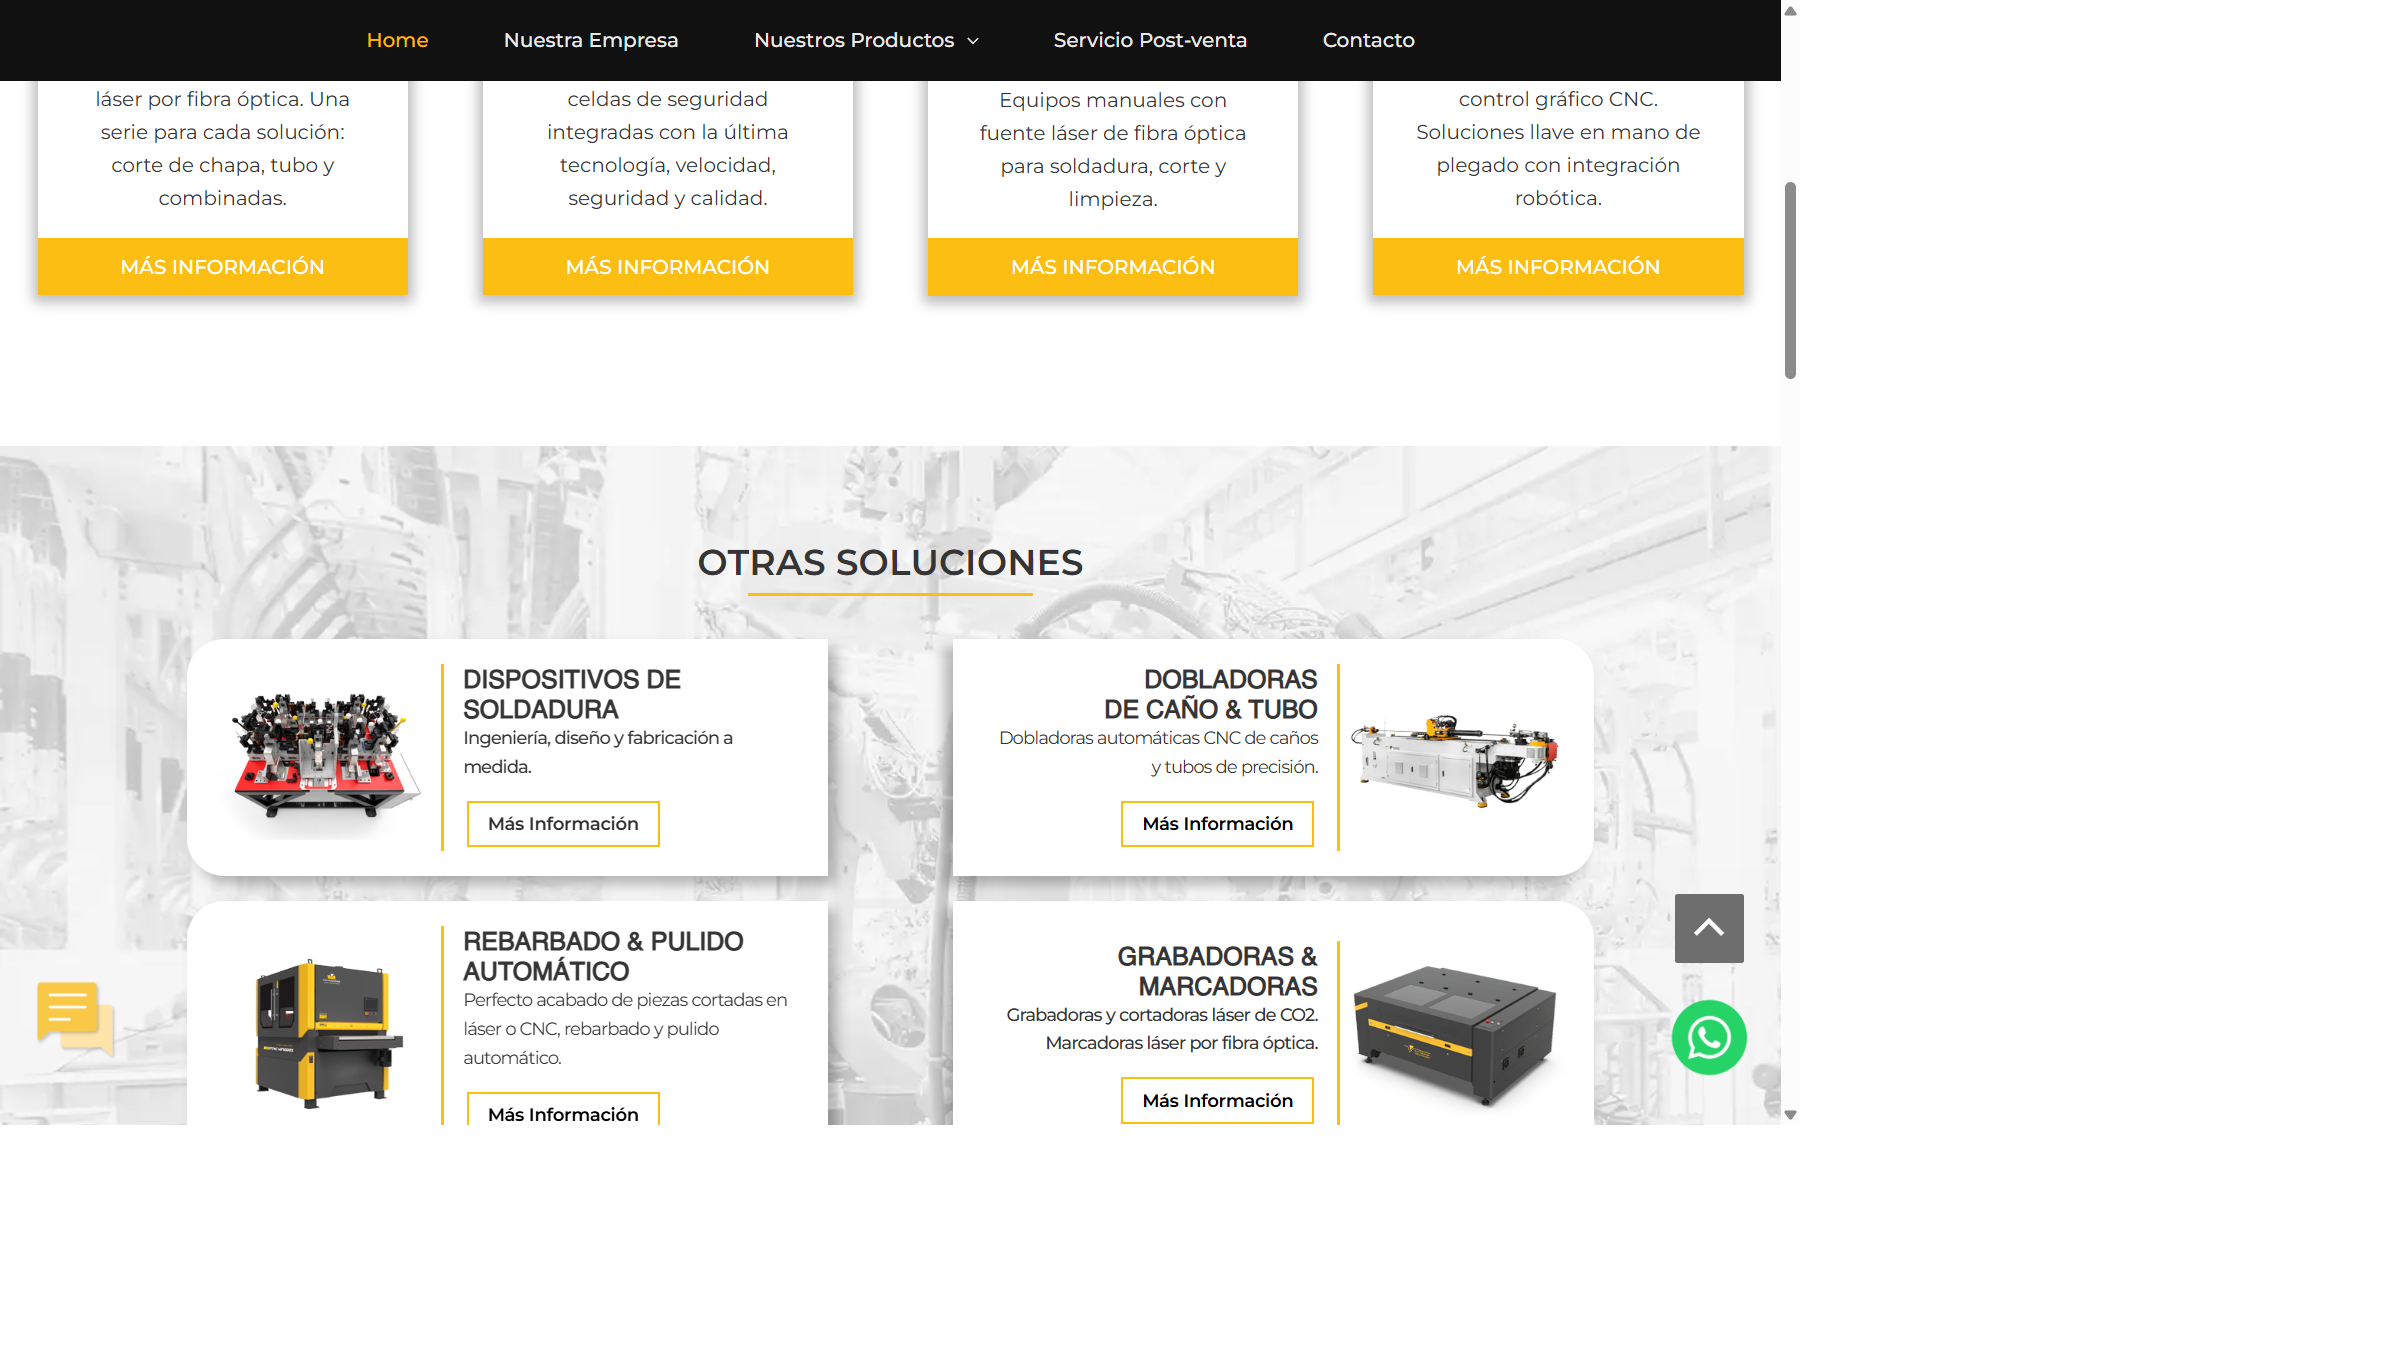 Home
Nuestra Empresa
Nuestros Productos
Servicio Post-venta
Contacto
láser por fibra óptica. Una
serie para cada solución:
corte de chapa, tubo y
combinadas.
MÁS INFORMACIÓN
celdas de seguridad
integradas con la última
tecnología, velocidad,
seguridad y calidad.
MÁS INFORMACIÓN
Equipos manuales con
fuente láser de fibra óptica
para soldadura, corte y
limpieza.
MÁS INFORMACIÓN
control gráfico CNC.
Soluciones llave en mano de
plegado con integración
robótica.
MÁS INFORMACIÓN
OTRAS SOLUCIONES
DISPOSITIVOS DE
SOLDADURA
Ingeniería, diseño y fabricación a
medida.
Más Información
DOBLADORAS
DE CAÑO & TUBO
Dobladoras automáticas CNC de caños
y tubos de precisión.
Más Información
REBARBADO & PULIDO
AUTOMÁTICO
Perfecto acabado de piezas cortadas en
láser o CNC, rebarbado y pulido
automático.
Más Información
GRABADORAS &
MARCADORAS
Grabadoras y cortadoras láser de CO2.
Marcadoras láser por fibra óptica.
Más Información